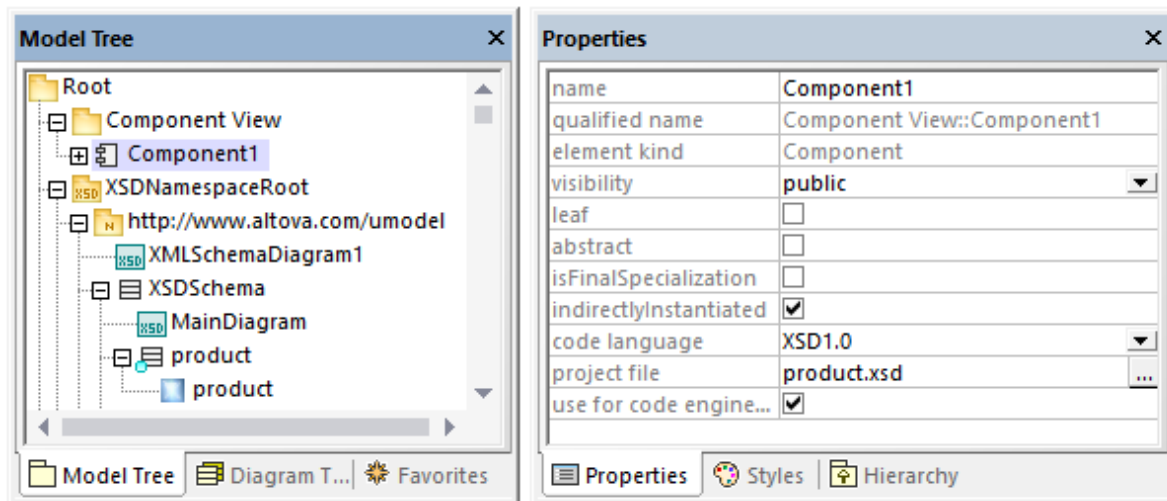 Model Tree
Root
Component View
Component1
XSDNamespaceRoot
http://www.altova.com/umodel
XMLSchemaDiagram1
XSDSchema
MainDiagram
product
product
Model Tree Diagram T... Favorites
Properties
name Component1
qualified name Component View::Component1
element kind Component
visibility public
leaf
abstract
isFinalSpecialization
indirectlyInstantiated
code language XSD1.0
project file product.xsd ...
use for code engine...
Properties Styles Hierarchy